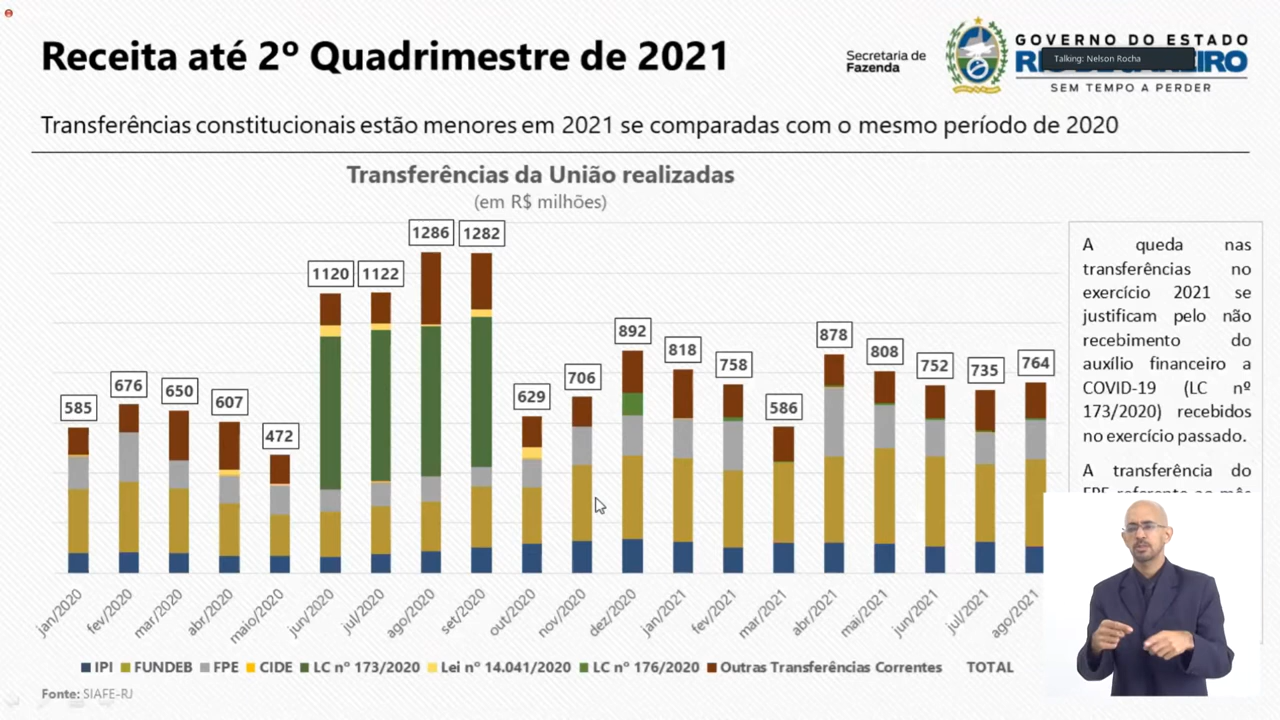 Receita até 2º Quadrimestre de 2021
Secretaria de
Fazenda
GOVERNO DO ESTADO
Talking: Nelson Rocha
SEM TEMPO A PERDER
Transferências constitucionais estão menores em 2021 se comparadas com o mesmo período de 2020
Transferências da União realizadas
(em R$ milhões)
585
676
650
607
472
1120
1122
1286
1282
629
706
892
818
758
586
878
808
752
735
764
jan/2020
fev/2020
mar/2020
abr/2020
maio/2020
jun/2020
jul/2020
ago/2020
set/2020
out/2020
nov/2020
dez/2020
jan/2021
fev/2021
mar/2021
abr/2021
mai/2021
jun/2021
jul/2021
ago/2021
IPI FUNDEB FPE CIDE LC nº 173/2020 Lei nº 14.041/2020 LC nº 176/2020 Outras Transferências Correntes TOTAL
Fonte: SIAFE-RJ
A queda nas
transferências no
exercício 2021 se
justificam pelo não
recebimento do
auxílio financeiro a
COVID-19 (LC nº
173/2020) recebidos
no exercício passado.
A transferência do